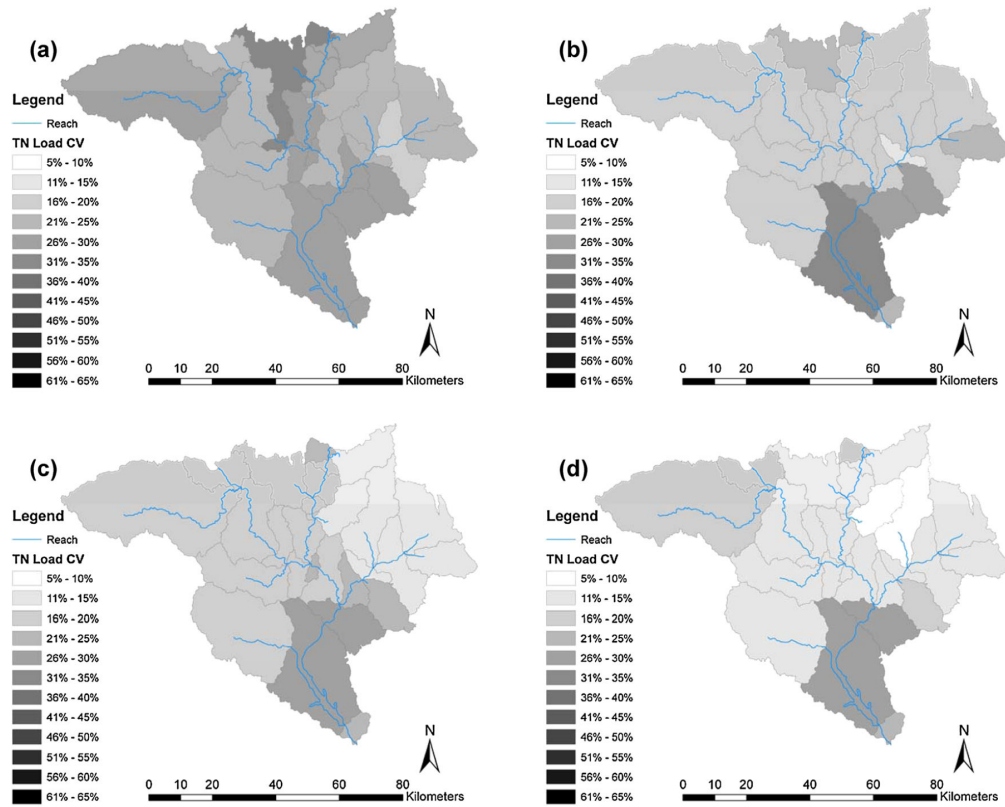 (a)
Legend
Reach
TN Load CV
5% - 10%
11% - 15%
16% - 20%
21% - 25%
26% - 30%
31% - 35%
36% - 40%
41% - 45%
46% - 50%
51% - 55%
56% - 60%
61% - 65%
N
0 10 20 40 60 80
Kilometers
(b)
Legend
Reach
TN Load CV
5% - 10%
11% - 15%
16% - 20%
21% - 25%
26% - 30%
31% - 35%
36% - 40%
41% - 45%
46% - 50%
51% - 55%
56% - 60%
61% - 65%
N
0 10 20 40 60 80
Kilometers
(c)
Legend
Reach
TN Load CV
5% - 10%
11% - 15%
16% - 20%
21% - 25%
26% - 30%
31% - 35%
36% - 40%
41% - 45%
46% - 50%
51% - 55%
56% - 60%
61% - 65%
N
0 10 20 40 60 80
Kilometers
(d)
Legend
Reach
TN Load CV
5% - 10%
11% - 15%
16% - 20%
21% - 25%
26% - 30%
31% - 35%
36% - 40%
41% - 45%
46% - 50%
51% - 55%
56% - 60%
61% - 65%
N
0 10 20 40 60 80
Kilometers